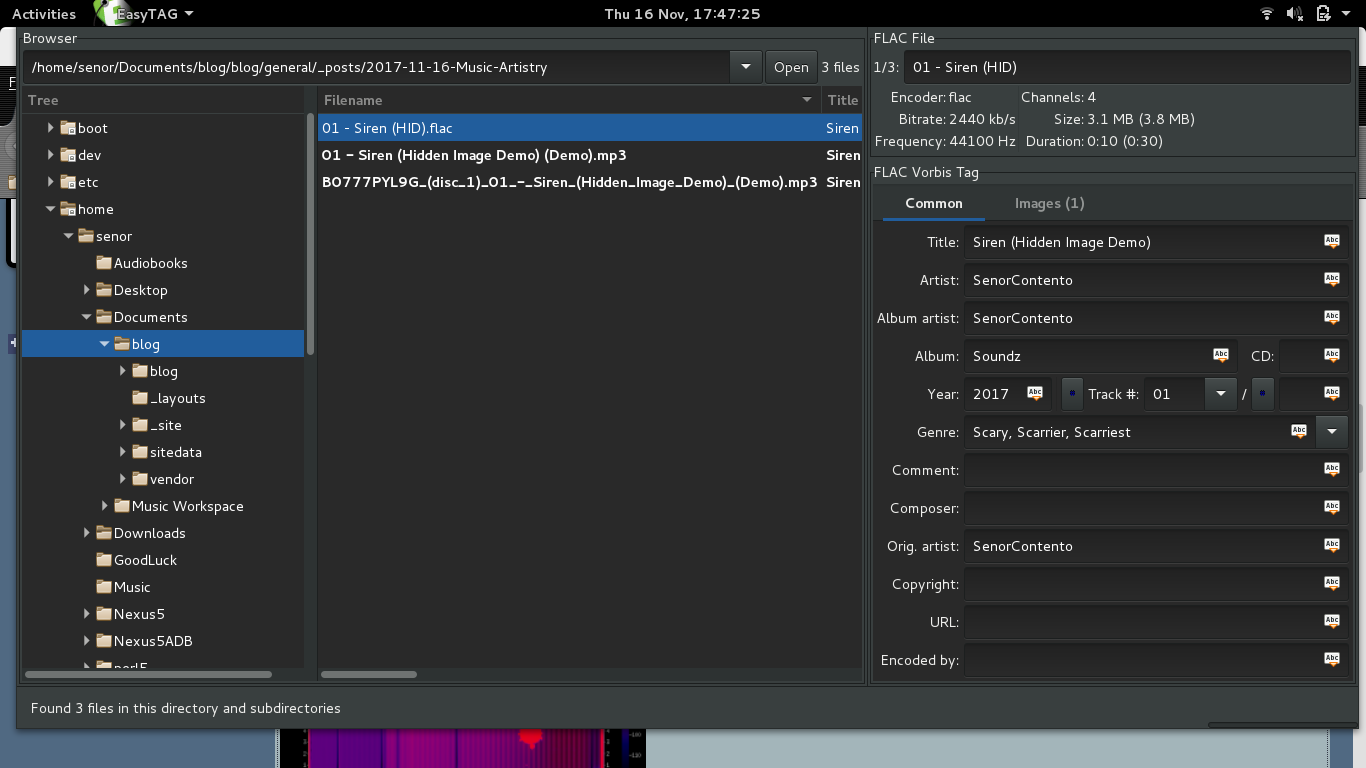 Activities EasyTAG Thu 16 Nov, 17:47:25
Browser
/home/senor/Documents/blog/blog/general/_posts/2017-11-16-Music-Artistry Open 3 files
Tree
boot
dev
etc
home
senor
Audiobooks
Desktop
Documents
blog
blog
_layouts
_site
sitedata
vendor
Music Workspace
Downloads
GoodLuck
Music
Nexus5
Nexus5ADB
perl5
Filename Title
01 - Siren (HID).flac Siren
01 - Siren (Hidden Image Demo) (Demo).mp3 Siren
B0777PYL9G_(disc_1)_01_-_Siren_(Hidden_Image_Demo)_(Demo).mp3 Siren
FLAC File
1/3: 01 - Siren (HID)
Encoder: flac Channels: 4
Bitrate: 2440 kb/s Size: 3.1 MB (3.8 MB)
Frequency: 44100 Hz Duration: 0:10 (0:30)
FLAC Vorbis Tag
Common Images (1)
Title: Siren (Hidden Image Demo)
Artist: SenorContento
Album artist: SenorContento
Album: Soundz CD:
Year: 2017 Track #: 01 /
Genre: Scary, Scarrier, Scarriest
Comment:
Composer:
Orig. artist: SenorContento
Copyright:
URL:
Encoded by:
Found 3 files in this directory and subdirectories